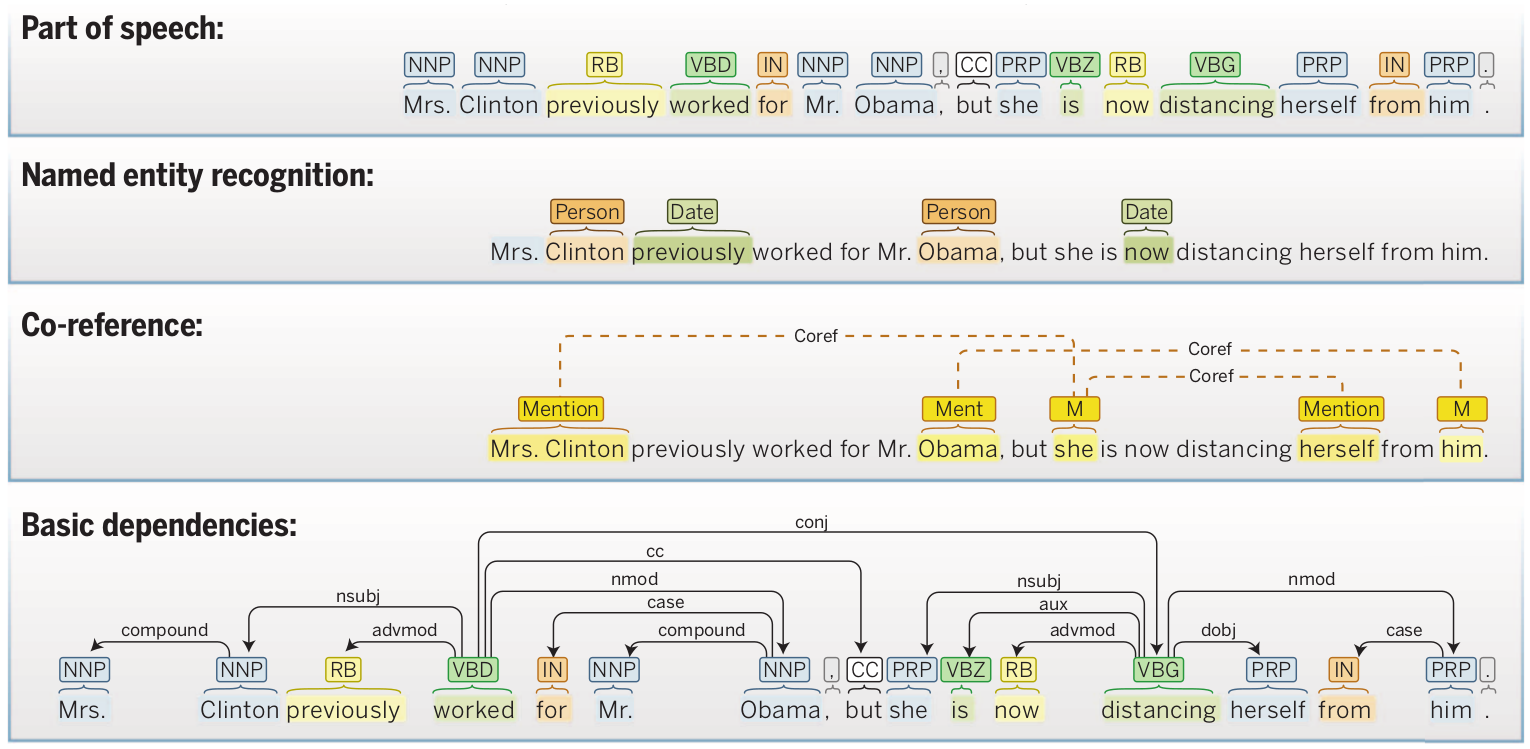 Part of speech:
NNP NNP RB VBD IN NNP NNP , CC PRP VBZ RB VBG PRP IN PRP .
Mrs. Clinton previously worked for Mr. Obama, but she is now distancing herself from him .
Named entity recognition:
Person Date Person Date
Mrs. Clinton previously worked for Mr. Obama, but she is now distancing herself from him.
Co-reference:
Coref
Coref
Coref
Mention Ment M Mention M
Mrs. Clinton previously worked for Mr. Obama, but she is now distancing herself from him.
Basic dependencies:
conj
cc
nmod nsubj nmod
nsubj case aux
compound advmod compound advmod dobj case
NNP NNP RB VBD IN NNP NNP , CC PRP VBZ RB VBG PRP IN PRP .
Mrs. Clinton previously worked for Mr. Obama, but she is now distancing herself from him .